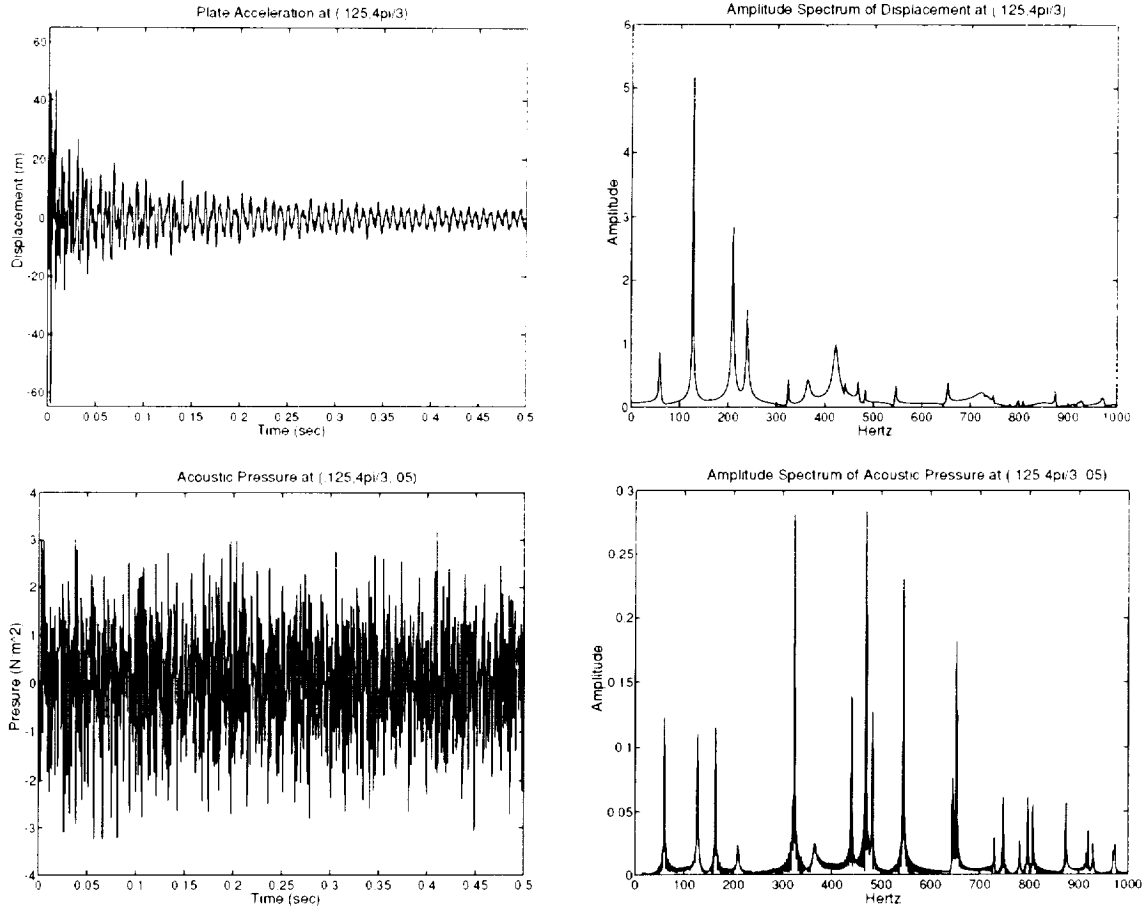 Plate Acceleration at ( 125,4pi/3)
60
40
20
0
-20
-40
-60
Displacement (m)
0 0 05 0 1 0 15 0 2 0 25 0 3 0 35 0 4 0 45 0 5
Time (sec)
Amplitude Spectrum of Displacement at ( 125,4pi/3)
6
5
4
3
2
1
0
Amplitude
0 100 200 300 400 500 600 700 800 900 1000
Hertz
Acoustic Pressure at (.125,4pi/3, 05)
4
3
2
1
0
-1
-2
-3
-4
Presure (N m^2)
0 0.05 0.1 0.15 0.2 0.25 0.3 0.35 0.4 0.45 0 5
Time (sec)
Amplitude Spectrum of Acoustic Pressure at ( 125 4pi/3 05)
0.3
0 25
0.2
0.15
0.1
0 05
0
Amplitude
0 100 200 300 400 500 600 700 800 900 1000
Hertz